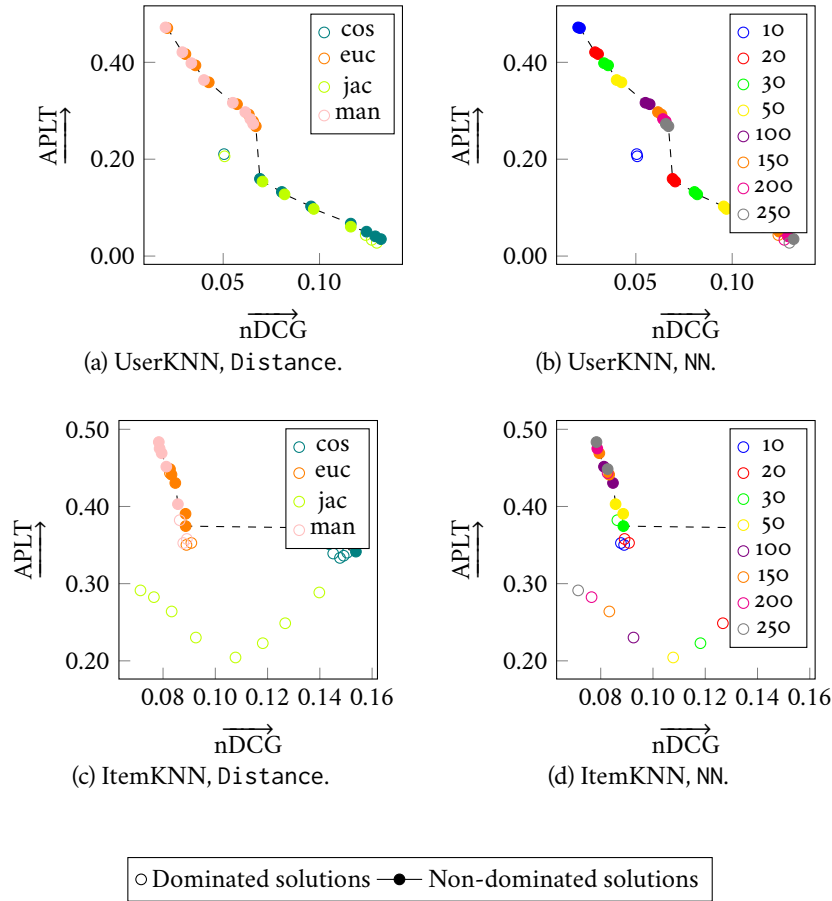 0.40
0.20
0.00
APLT
0.05
0.10
nDCG
cos
euc
jac
man
(a) UserKNN, Distance.
0.40
0.20
0.00
APLT
0.05
0.10
nDCG
10
20
30
50
100
150
200
250
(b) UserKNN, NN.
0.50
0.40
0.30
0.20
APLT
0.08
0.10
0.12
0.14
0.16
nDCG
cos
euc
jac
man
(c) ItemKNN, Distance.
0.50
0.40
0.30
0.20
APLT
0.08
0.10
0.12
0.14
0.16
nDCG
10
20
30
50
100
150
200
250
(d) ItemKNN, NN.
Dominated solutions
Non-dominated solutions